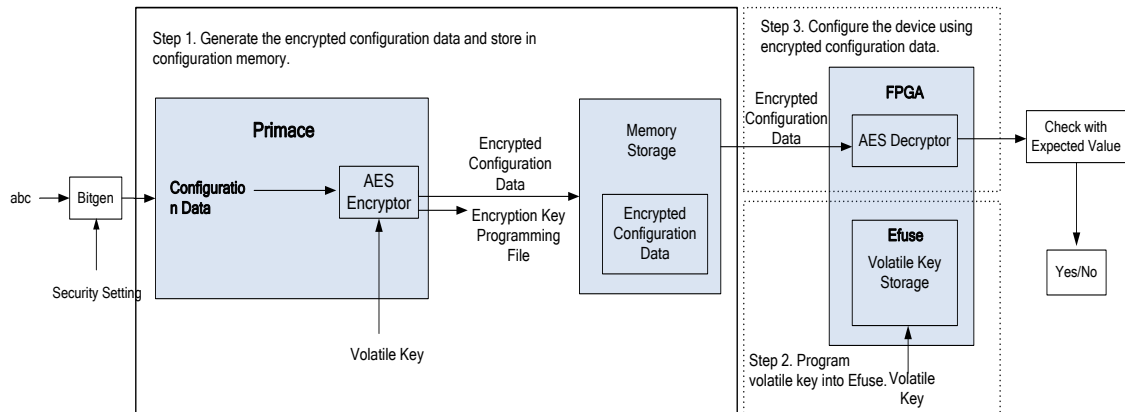 Step 1. Generate the encrypted configuration data and store in
configuration memory.
Step 3. Configure the device using
encrypted configuration data.
Primace
FPGA
Encrypted
Configuration
Data
Memory
Storage
AES Decryptor
Check with
Expected Value
Encrypted
Configuration
Data
AES
Encryptor
Configuratio
n Data
abc
Bitgen
Encryption Key
Programming
File
Encrypted
Configuration
Data
Efuse
Volatile Key
Storage
Yes/No
Security Setting
Volatile Key
Step 2. Program
volatile key into Efuse.
Volatile
Key